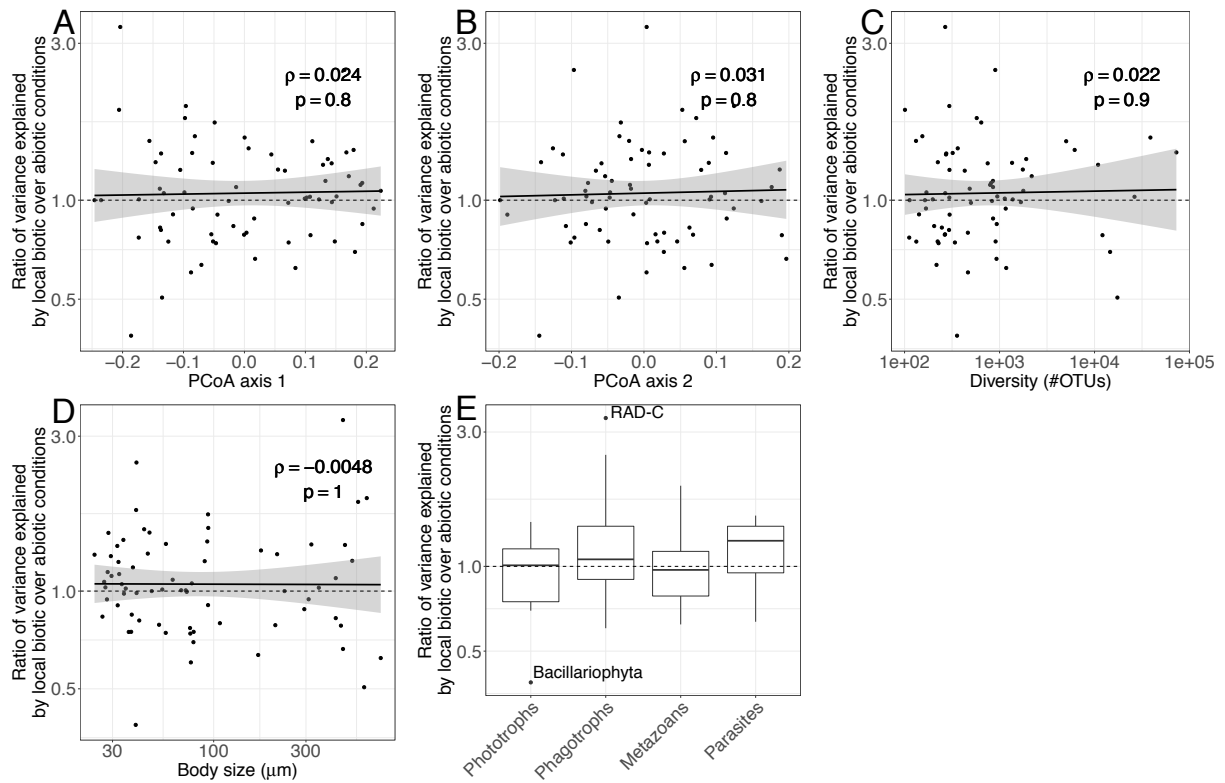 A
Ratio of variance explained
by local biotic over abiotic conditions
3.0
1.0
0.5
ρ = 0.024
p = 0.8
−0.2
−0.1
0.0
0.1
0.2
PCoA axis 1
B
Ratio of variance explained
by local biotic over abiotic conditions
3.0
1.0
0.5
ρ = 0.031
p = 0.8
−0.2
−0.1
0.0
0.1
0.2
PCoA axis 2
C
Ratio of variance explained
by local biotic over abiotic conditions
3.0
1.0
0.5
ρ = 0.022
p = 0.9
1e+02
1e+03
1e+04
1e+05
Diversity (#OTUs)
D
Ratio of variance explained
by local biotic over abiotic conditions
3.0
1.0
0.5
ρ = −0.0048
p = 1
30
100
300
Body size (μm)
E
Ratio of variance explained
by local biotic over abiotic conditions
3.0
1.0
0.5
RAD-C
Bacillariophyta
Phototrophs
Phagotrophs
Metazoans
Parasites